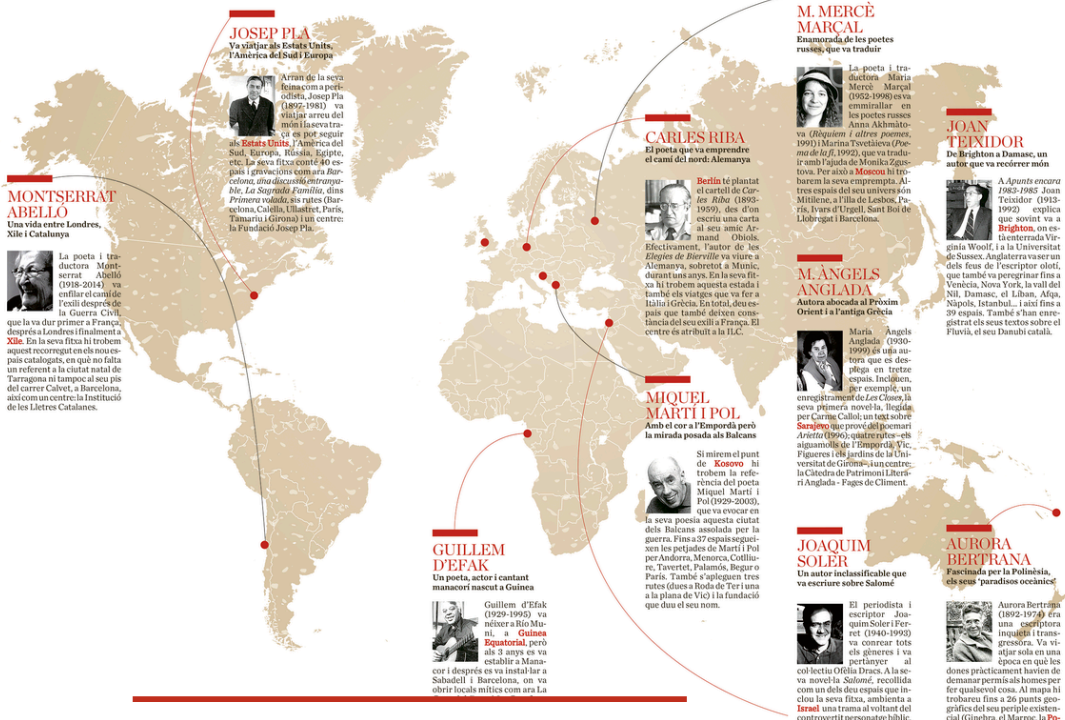 JOSEP PLA
Va viatjar als Estats Units,
l'Amèrica del Sud i Europa
Arran de la seva
feina com a peri-
odista, Josep Pla
(1897-1981) va
viatjar arreu del
món i la seva tra-
ça es pot seguir
als Estats Units, l'Amèrica del
Sud, Europa, Rússia, Egipte,
etc. La seva fitxa conté 40 es-
pais i gravacions com ara Bar-
celona, una discussió entranya-
ble, La Sagrada Família, dins
Primera volada, sis rutes (Bar-
celona, Calella, Ullastret, París,
Tamariu i Girona) i un centre:
la Fundació Josep Pla.
MONTSERRAT
ABELLÓ
Una vida entre Londres,
Xile i Catalunya
La poeta i tra-
ductora Mont-
serrat Abelló
(1918-2014) va
enfilar el camí de
l'exili després de
la Guerra Civil,
que la va dur primer a França,
després a Londres i finalment a
Xile. En la seva fitxa hi trobem
aquest recorregut en els nou es-
pais catalogats, en què no falta
un referent a la ciutat natal de
Tarragona ni tampoc al seu pis
del carrer Calvet, a Barcelona,
així com un centre: la Institució
de les Lletres Catalanes.
GUILLEM
D'EFAK
Un poeta, actor i cantant
manacorí nascut a Guinea
Guillem d'Efak
(1929-1995) va
néixer a Río Mu-
ni, a Guinea
Equatorial, però
als 3 anys es va
establir a Mana-
cor i després es va instal·lar a
Sabadell i Barcelona, on va
obrir locals mítics com ara La
CARLES RIBA
El poeta que va emprendre
el camí del nord: Alemanya
Berlín té plantat
el cartell de Car-
les Riba (1893-
1959), des d'on
escriu una carta
al seu amic Ar-
mand Obiols.
Efectivament, l'autor de les
Elegies de Bierville va viure a
Alemanya, sobretot a Munic,
durant uns anys. En la seva fit-
xa hi trobem aquesta estada i
també els viatges que va fer a
Itàlia i Grècia. En total, deu es-
pais que també deixen cons-
tància del seu exili a França. El
centre és atribuït a la ILC.
MIQUEL
MARTÍ I POL
Amb el cor a l'Empordà però
la mirada posada als Balcans
Si mirem el punt
de Kosovo hi
trobem la refe-
rència del poeta
Miquel Martí i
Pol (1929-2003),
que va evocar en
la seva poesia aquesta ciutat
dels Balcans assolada per la
guerra. Fins a 37 espais seguei-
xen les petjades de Martí i Pol
per Andorra, Menorca, Cotlliu-
re, Tavertet, Palamós, Begur o
París. També s'apleguen tres
rutes (dues a Roda de Ter i una
a la plana de Vic) i la fundació
que duu el seu nom.
M. MERCÈ
MARÇAL
Enamorada de les poetes
russes, que va traduir
La poeta i tra-
ductora Maria
Mercè Marçal
(1952-1998) es va
emmirallar en
les poetes russes
Anna Akhmàto-
va (Rèquiem i altres poemes,
1991) i Marina Tsvetàieva (Poe-
ma de la fi, 1992), que va tradu-
ir amb l'ajuda de Monika Zgus-
tova. Per això a Moscou hi tro-
barem la seva empremta. Al-
tres espais del seu univers són
Mitilene, a l'illa de Lesbos, Pa-
rís, Ivars d'Urgell, Sant Boi de
Llobregat i Barcelona.
M. ÀNGELS
ANGLADA
Autora abocada al Pròxim
Orient i a l'antiga Grècia
Maria Àngels
Anglada (1930-
1999) és una au-
tora que es des-
plega en tretze
espais. Inclouen,
per exemple, un
enregistrament de Les Closes, la
seva primera novel·la, llegida
per Carme Callol; un text sobre
Sarajevo que prové del poemari
Arietta (1996); quatre rutes –els
aiguamolls de l'Empordà, Vic,
Figueres i els jardins de la Uni-
versitat de Girona–, i un centre:
la Càtedra de Patrimoni Literà-
ri Anglada - Fages de Climent.
JOAQUIM
SOLER
Un autor inclassificable que
va escriure sobre Salomé
El periodista i
escriptor Joa-
quim Soler i Fer-
ret (1940-1993)
va conrear tots
els gèneres i va
pertànyer al
col·lectiu Ofèlia Dracs. A la se-
va novel·la Salomé, recollida
com un dels deu espais que in-
clou la seva fitxa, ambienta a
Israel una trama al voltant del
controvertit personatge bíblic.
JOAN
TEIXIDOR
De Brighton a Damasc, un
autor que va recórrer món
A Apunts encara
1983-1985 Joan
Teixidor (1913-
1992) explica
que sovint va a
Brighton, on es-
tà enterrada Vir-
ginia Woolf, i a la Universitat
de Sussex. Anglaterra va ser un
dels feus de l'escriptor olotí,
que també va peregrinar fins a
Venècia, Nova York, la vall del
Nil, Damasc, el Líban, Afqa,
Nàpols, Istanbul... i així fins a
39 espais. També s'han enre-
gistrat els seus textos sobre el
Fluvià, el seu Danubi català.
AURORA
BERTRANA
Fascinada per la Polinèsia,
els seus 'paradisos oceànics'
Aurora Bertrana
(1892-1974) era
una escriptora
inquieta i trans-
gressora. Va vi-
atjar sola en una
època en què les
dones pràcticament havien de
demanar permís als homes per
fer qualsevol cosa. Al mapa hi
trobareu fins a 26 punts geo-
gràfics del seu periple existen-
cial (Ginebra, el Marroc, la Po-